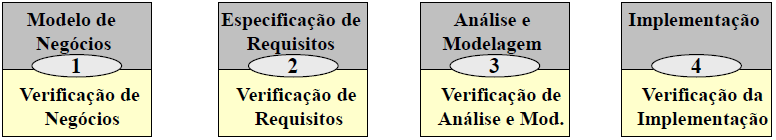 Modelo de
Negócios
1
Verificação de
Negócios
Especificação de
Requisitos
2
Verificação de
Requisitos
Análise e
Modelagem
3
Verificação de
Análise e Mod.
Implementação
4
Verificação da
Implementação